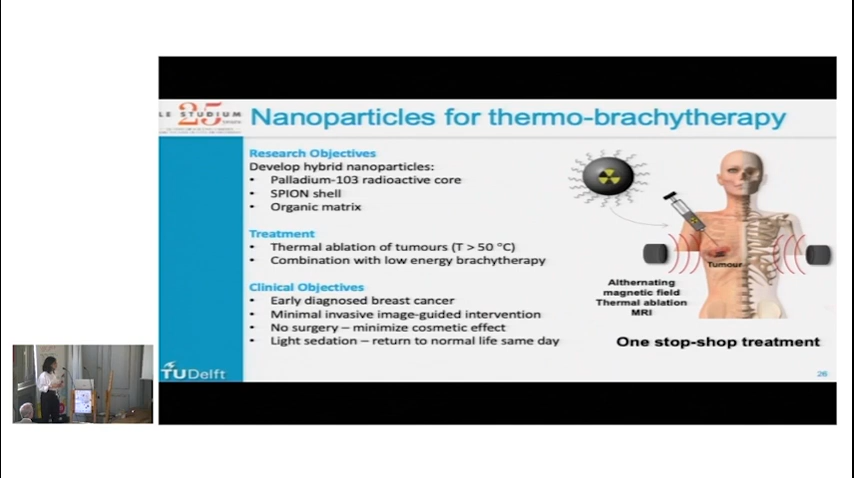 LE STUDIUM
25
Nanoparticles for thermo-brachytherapy
Research Objectives
Develop hybrid nanoparticles:
• Palladium-103 radioactive core
• SPION shell
• Organic matrix
Treatment
• Thermal ablation of tumours (T > 50 °C)
• Combination with low energy brachytherapy
Clinical Objectives
• Early diagnosed breast cancer
• Minimal invasive image-guided intervention
• No surgery – minimize cosmetic effect
• Light sedation – return to normal life same day
Tumour
Althernating
magnetic field
Thermal ablation
MRI
One stop-shop treatment
TUDelft
26